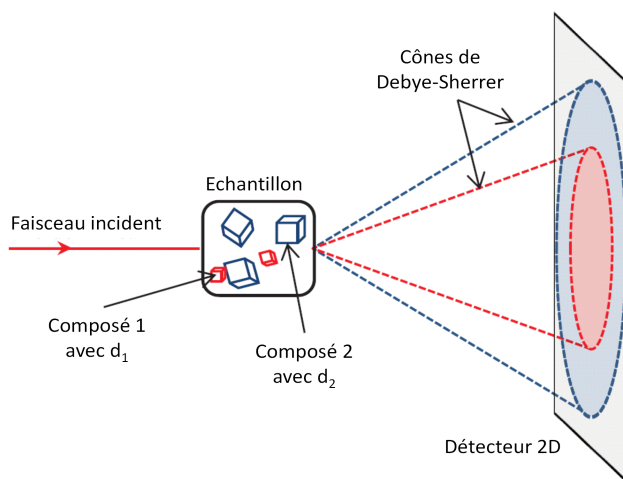 Cônes de
Debye-Sherrer
Echantillon
Faisceau incident
Composé 1
avec d₁
Composé 2
avec d₂
Détecteur 2D